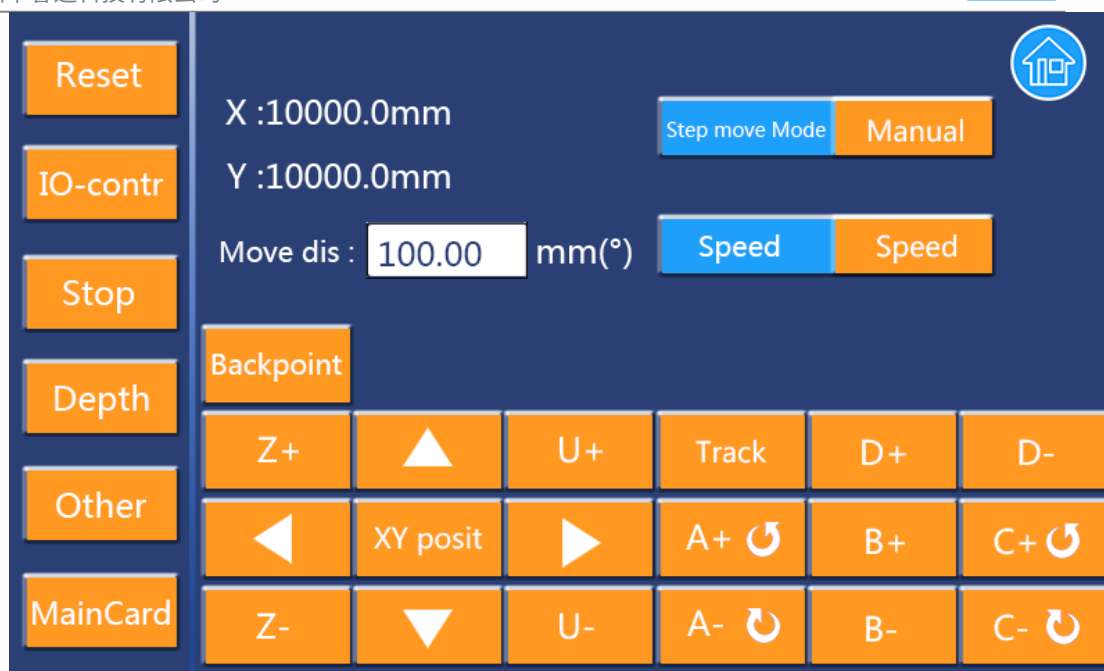 Reset
IO-contr
Stop
Depth
Other
MainCard
X :10000.0mm
Y :10000.0mm
Move dis : 100.00 mm(°)
Step move Mode Manual
Speed Speed
Backpoint
Z+ U+ Track D+ D-
XY posit A+ B+ C+
Z- U- A- B- C-